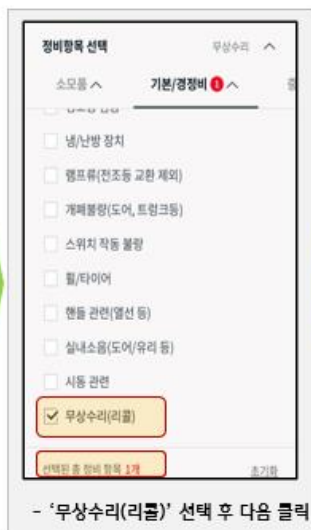 정비항목 선택 무상수리
소모품 기본/경정비 1
냉/난방 장치
램프류(전조등 교환 제외)
개폐불량(도어, 트렁크등)
스위치 작동 불량
휠/타이어
핸들 관련(열선 등)
실내소음(도어/유리 등)
시동 관련
무상수리(리콜)
선택된 총 정비 항목 1개 초기화
- ‘무상수리(리콜)’ 선택 후 다음 클릭